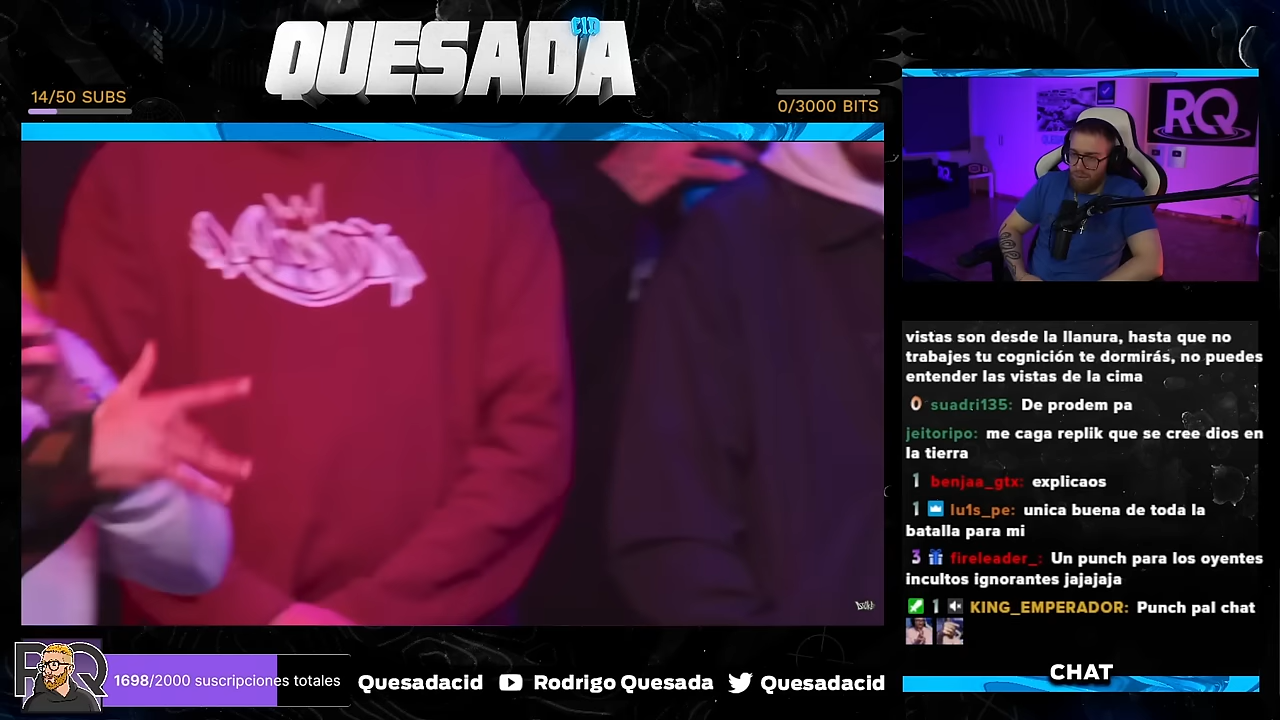 QUESADA
CID
14/50 SUBS
0/3000 BITS
RQ
RQ
vistas son desde la llanura, hasta que no
trabajes tu cognición te dormirás, no puedes
entender las vistas de la cima
0 suadri135: De prodem pa
jeitoripo: me caga replik que se cree dios en
la tierra
1 benjaa_gtx: explicaos
1 lu1s_pe: unica buena de toda la
batalla para mi
3 fireleader_: Un punch para los oyentes
incultos ignorantes jajajaja
1 KING_EMPERADOR: Punch pal chat
CHAT
RQ
1698/2000 suscripciones totales
Quesadacid
Rodrigo Quesada
Quesadacid